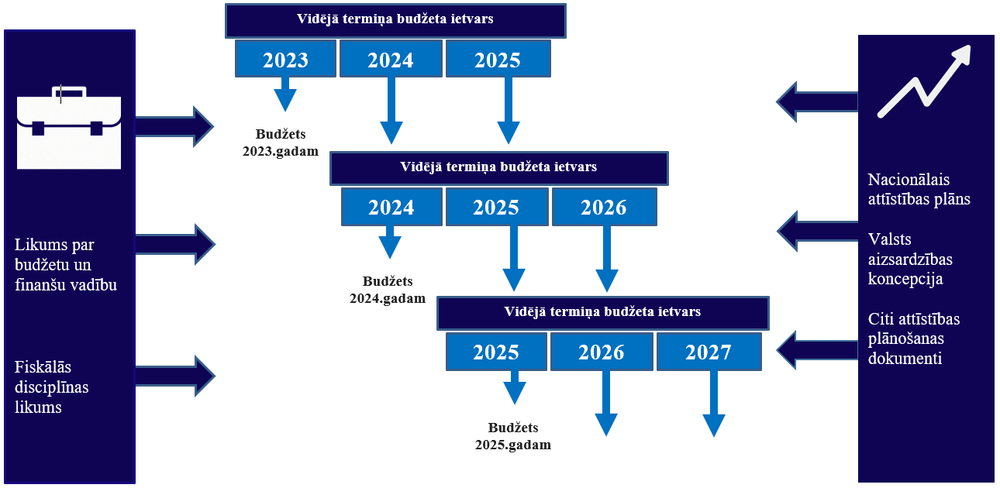 Vidējā termiņa budžeta ietvars
2023 2024 2025
Budžets
2023.gadam
Vidējā termiņa budžeta ietvars
2024 2025 2026
Budžets
2024.gadam
Vidējā termiņa budžeta ietvars
2025 2026 2027
Budžets
2025.gadam
Likums par
budžetu un
finanšu vadību
Fiskālās
disciplīnas
likums
Nacionālais
attīstības plāns
Valsts
aizsardzības
koncepcija
Citi attīstības
plānošanas
dokumenti